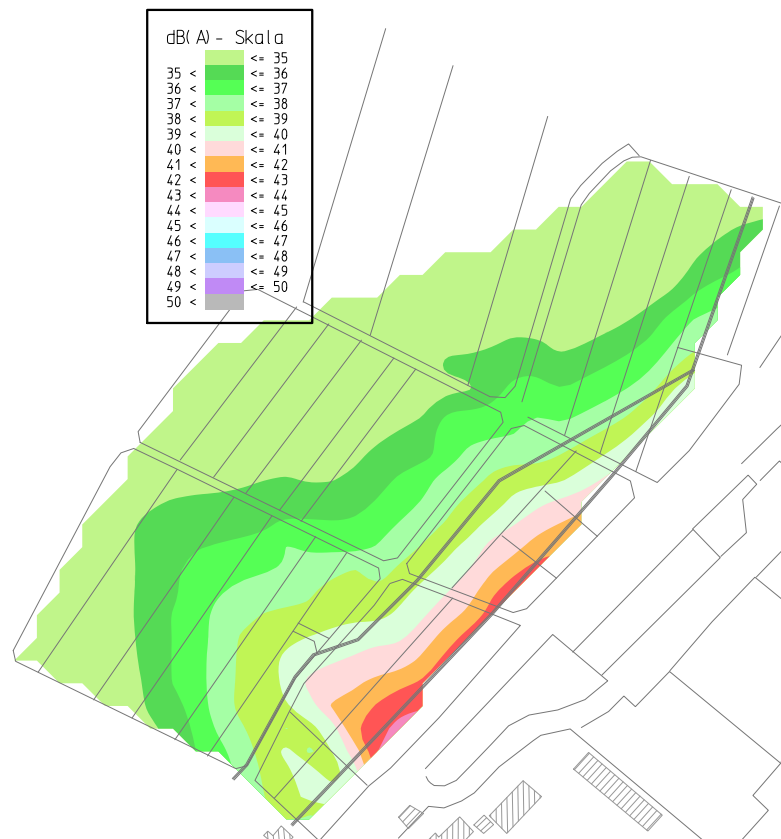 dB(A) - Skala
<= 35
35 < <= 36
36 < <= 37
37 < <= 38
38 < <= 39
39 < <= 40
40 < <= 41
41 < <= 42
42 < <= 43
43 < <= 44
44 < <= 45
45 < <= 46
46 < <= 47
47 < <= 48
48 < <= 49
49 < <= 50
50 <